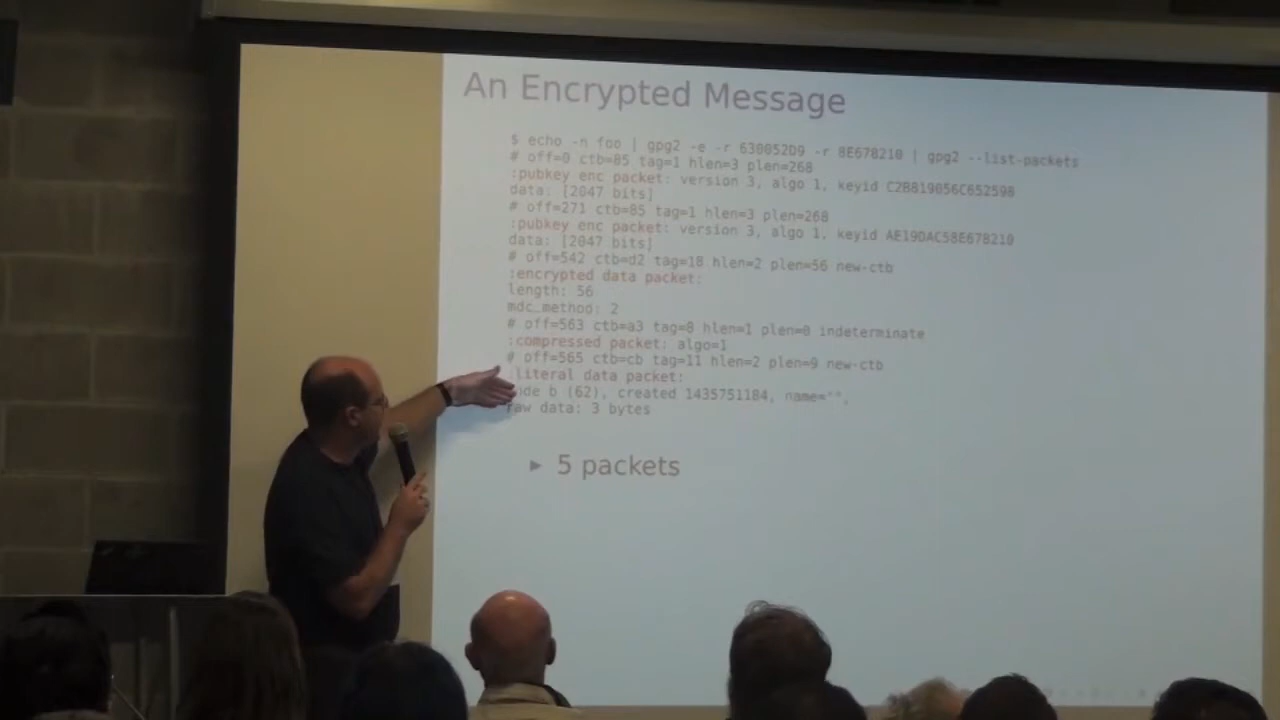 An Encrypted Message
$ echo -n foo | gpg2 -e -r 630052D9 -r 8E678210 | gpg2 --list-packets
# off=0 ctb=85 tag=1 hlen=3 plen=268
:pubkey enc packet: version 3, algo 1, keyid C2B819056C652598
data: [2047 bits]
# off=271 ctb=85 tag=1 hlen=3 plen=268
:pubkey enc packet: version 3, algo 1, keyid AE19DAC58E678210
data: [2047 bits]
# off=542 ctb=d2 tag=18 hlen=2 plen=56 new-ctb
:encrypted data packet:
length: 56
mdc_method: 2
# off=563 ctb=a3 tag=8 hlen=1 plen=0 indeterminate
:compressed packet: algo=1
# off=565 ctb=cb tag=11 hlen=2 plen=9 new-ctb
:literal data packet:
b (62), created 1435751184, name="",
raw data: 3 bytes
► 5 packets